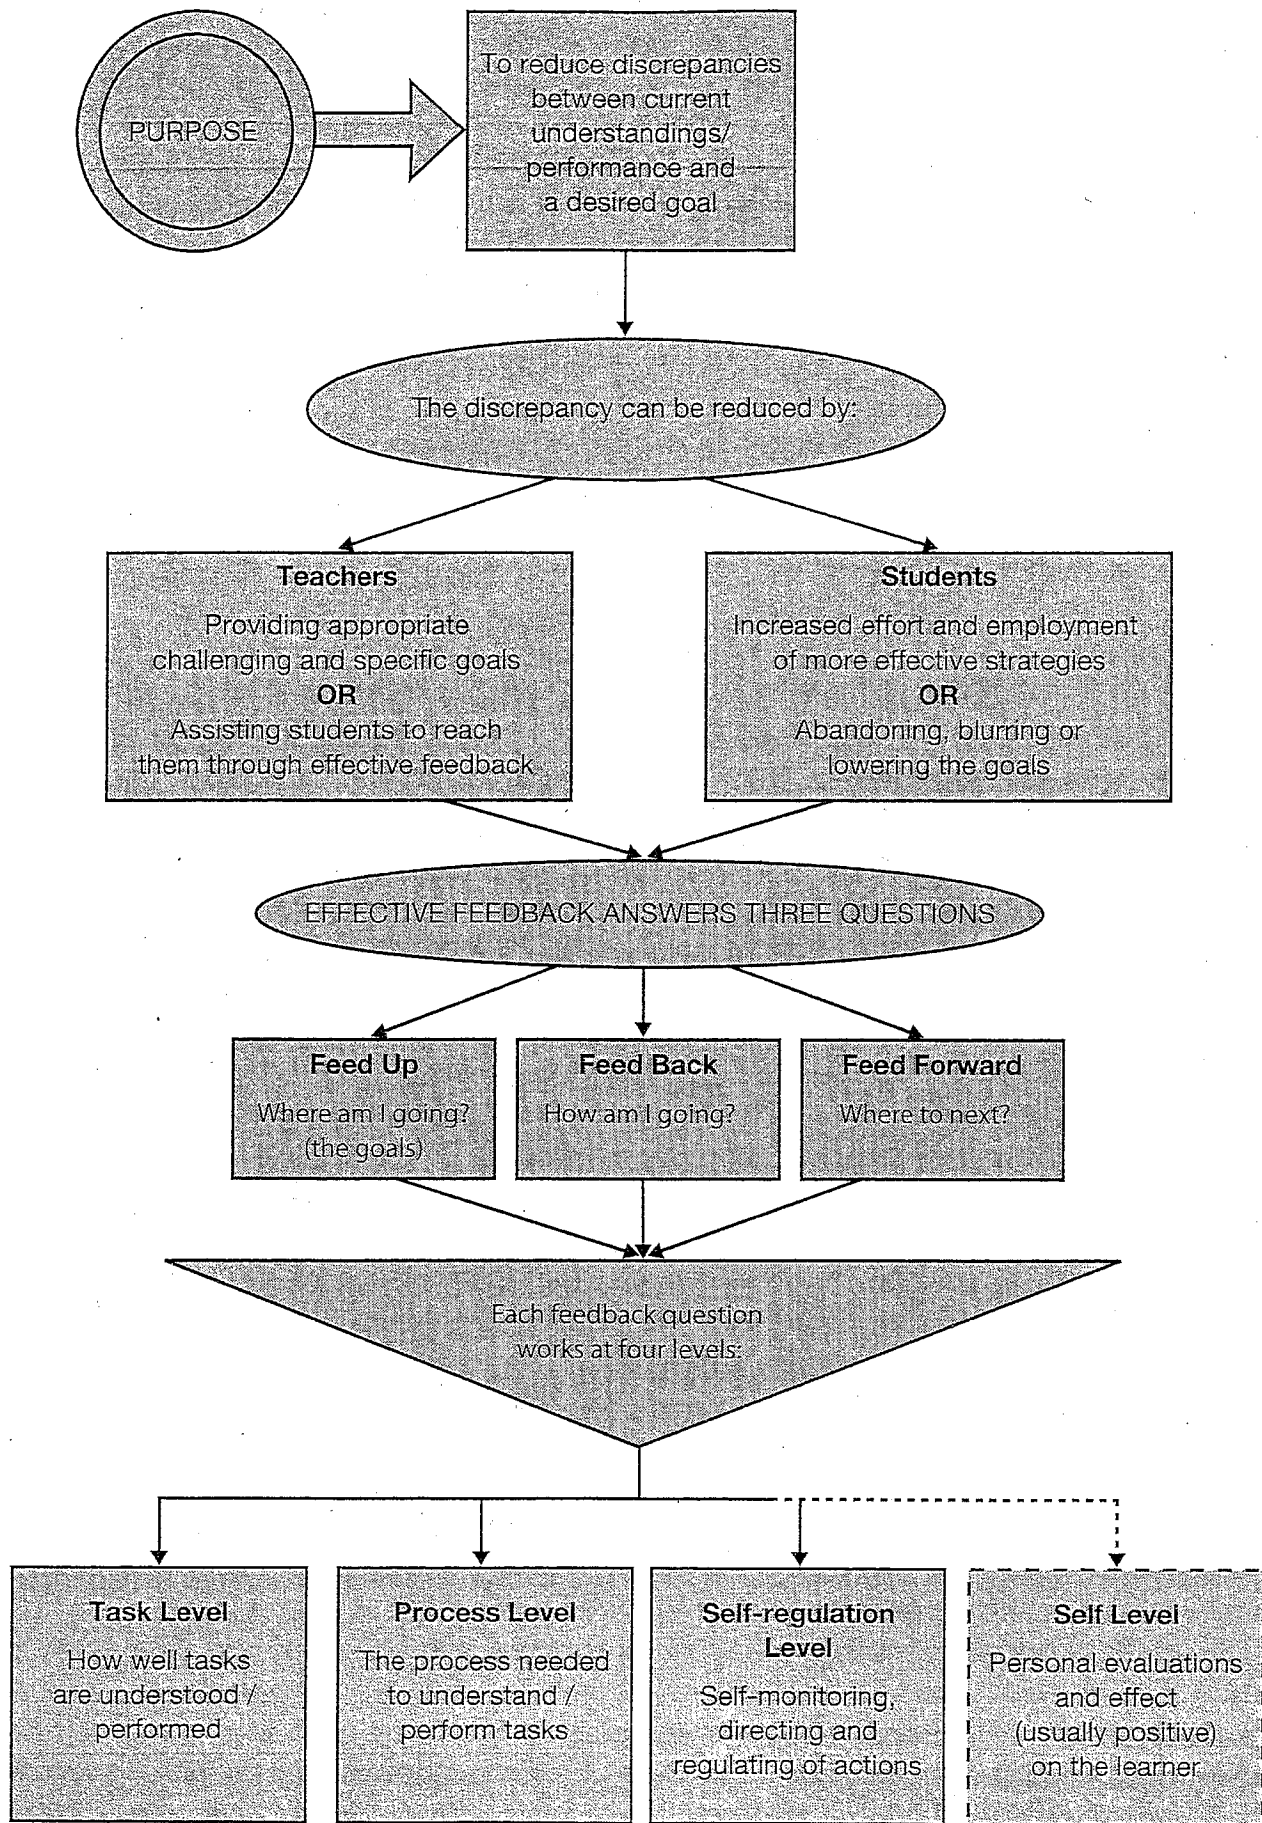 PURPOSE
To reduce discrepancies
between current
understandings/
performance and
a desired goal
The discrepancy can be reduced by:
Teachers
Providing appropriate
challenging and specific goals
OR
Assisting students to reach
them through effective feedback
Students
Increased effort and employment
of more effective strategies
OR
Abandoning, blurring or
lowering the goals
EFFECTIVE FEEDBACK ANSWERS THREE QUESTIONS
Feed Up
Where am I going?
(the goals)
Feed Back
How am I going?
Feed Forward
Where to next?
Each feedback question
works at four levels:
Task Level
How well tasks
are understood /
performed
Process Level
The process needed
to understand /
perform tasks
Self-regulation
Level
Self-monitoring,
directing and
regulating of actions
Self Level
Personal evaluations
and effect
(usually positive)
on the learner